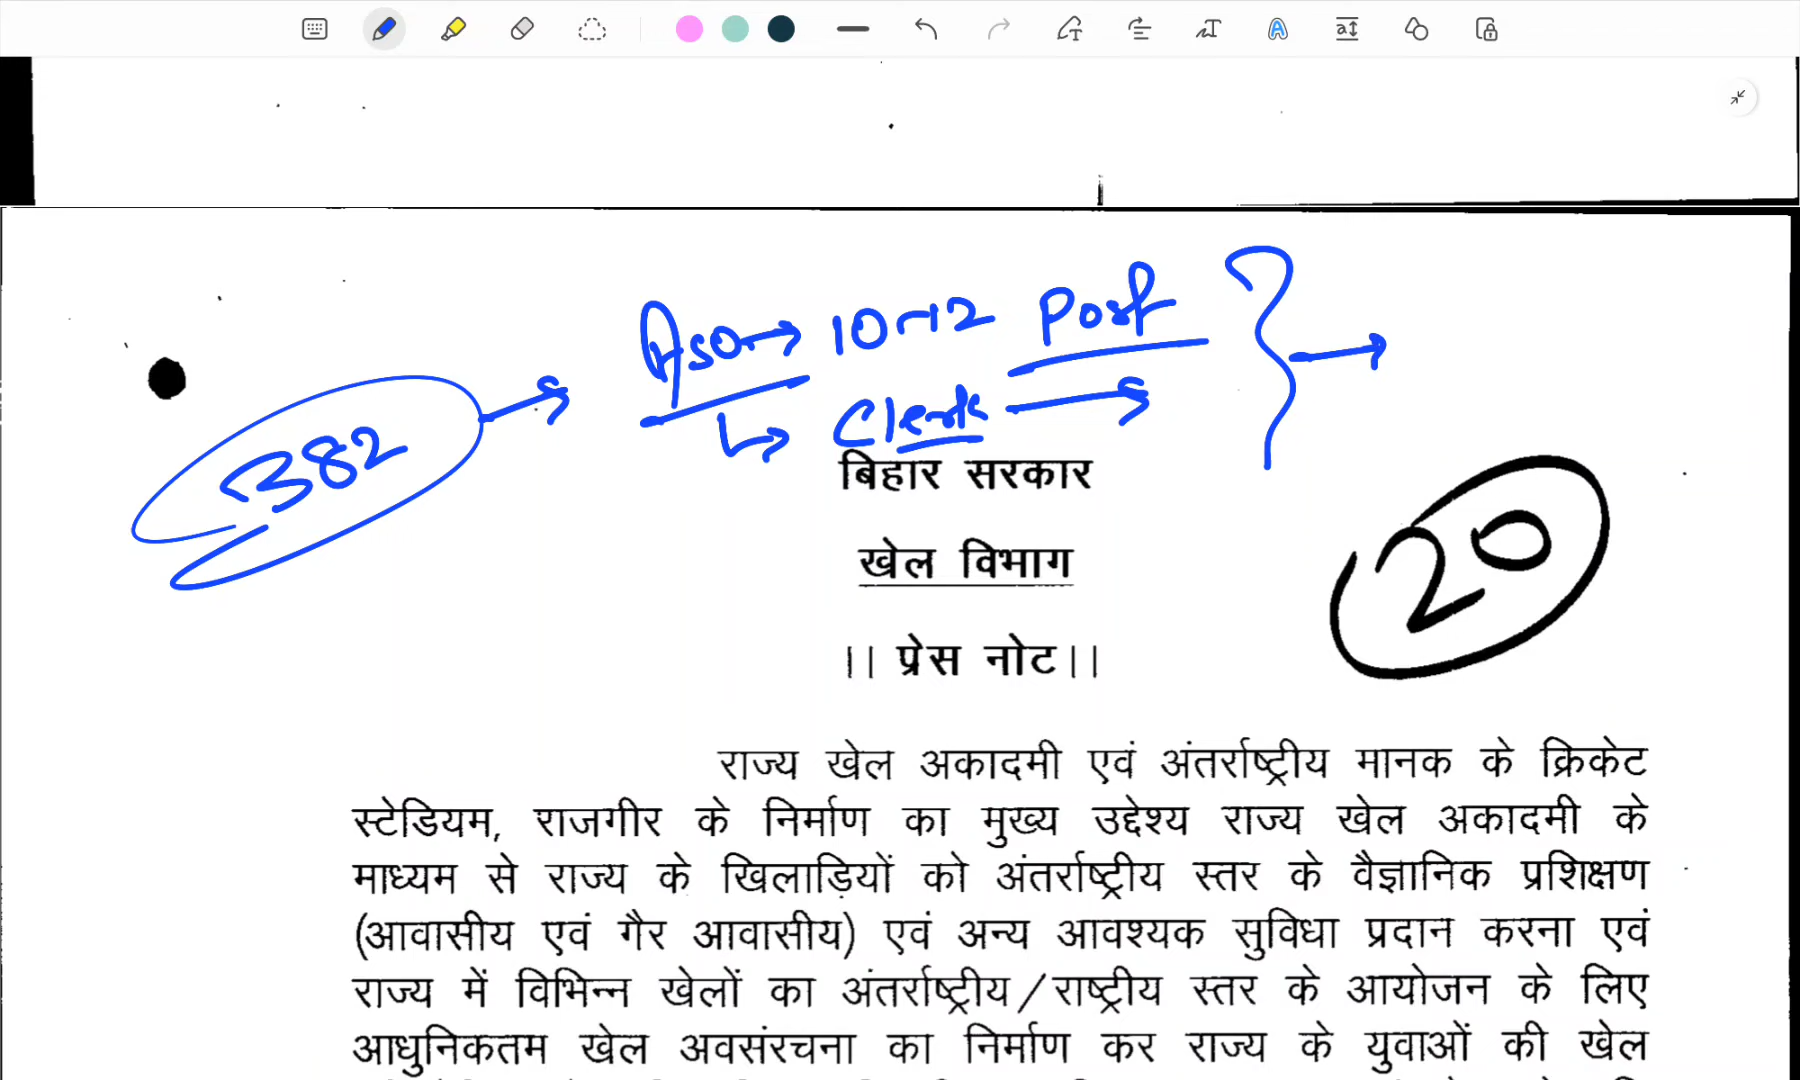 Aso → 10-12 Post
382 → ↳ Clerk →
बिहार सरकार
खेल विभाग
20
।। प्रेस नोट।।
राज्य खेल अकादमी एवं अंतर्राष्ट्रीय मानक के क्रिकेट
स्टेडियम, राजगीर के निर्माण का मुख्य उद्देश्य राज्य खेल अकादमी के
माध्यम से राज्य के खिलाड़ियों को अंतर्राष्ट्रीय स्तर के वैज्ञानिक प्रशिक्षण
(आवासीय एवं गैर आवासीय) एवं अन्य आवश्यक सुविधा प्रदान करना एवं
राज्य में विभिन्न खेलों का अंतर्राष्ट्रीय/राष्ट्रीय स्तर के आयोजन के लिए
आधुनिकतम खेल अवसंरचना का निर्माण कर राज्य के युवाओं की खेल